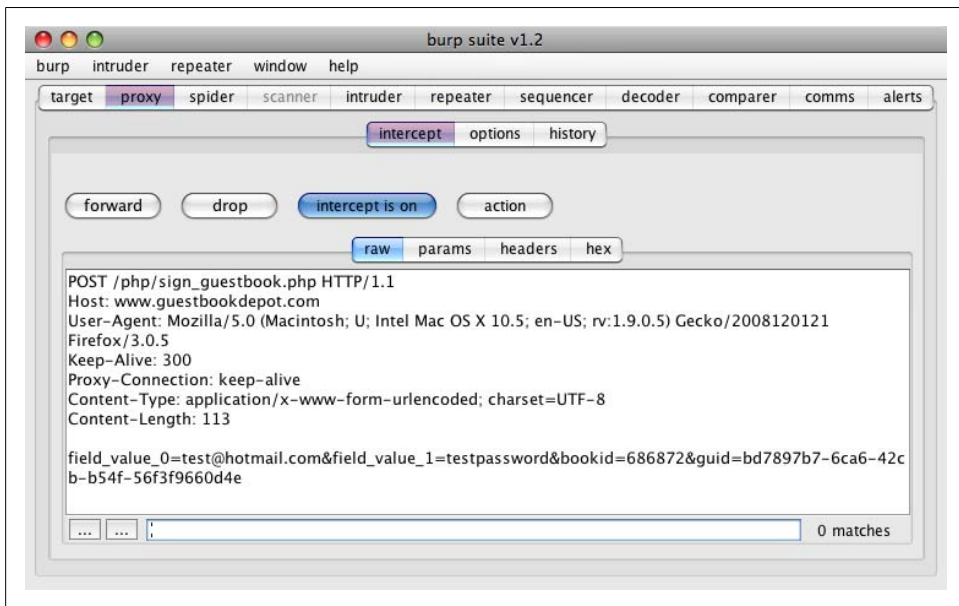 burp suite v1.2
burp intruder repeater window help
target proxy spider scanner intruder repeater sequencer decoder comparer comms alerts
intercept options history
forward drop intercept is on action
raw params headers hex
POST /php/sign_guestbook.php HTTP/1.1
Host: www.guestbookdepot.com
User-Agent: Mozilla/5.0 (Macintosh; U; Intel Mac OS X 10.5; en-US; rv:1.9.0.5) Gecko/2008120121
Firefox/3.0.5
Keep-Alive: 300
Proxy-Connection: keep-alive
Content-Type: application/x-www-form-urlencoded; charset=UTF-8
Content-Length: 113
field_value_0=test@hotmail.com&field_value_1=testpassword&bookid=686872&guid=bd7897b7-6ca6-42c
b-b54f-56f3f9660d4e
... ... 0 matches